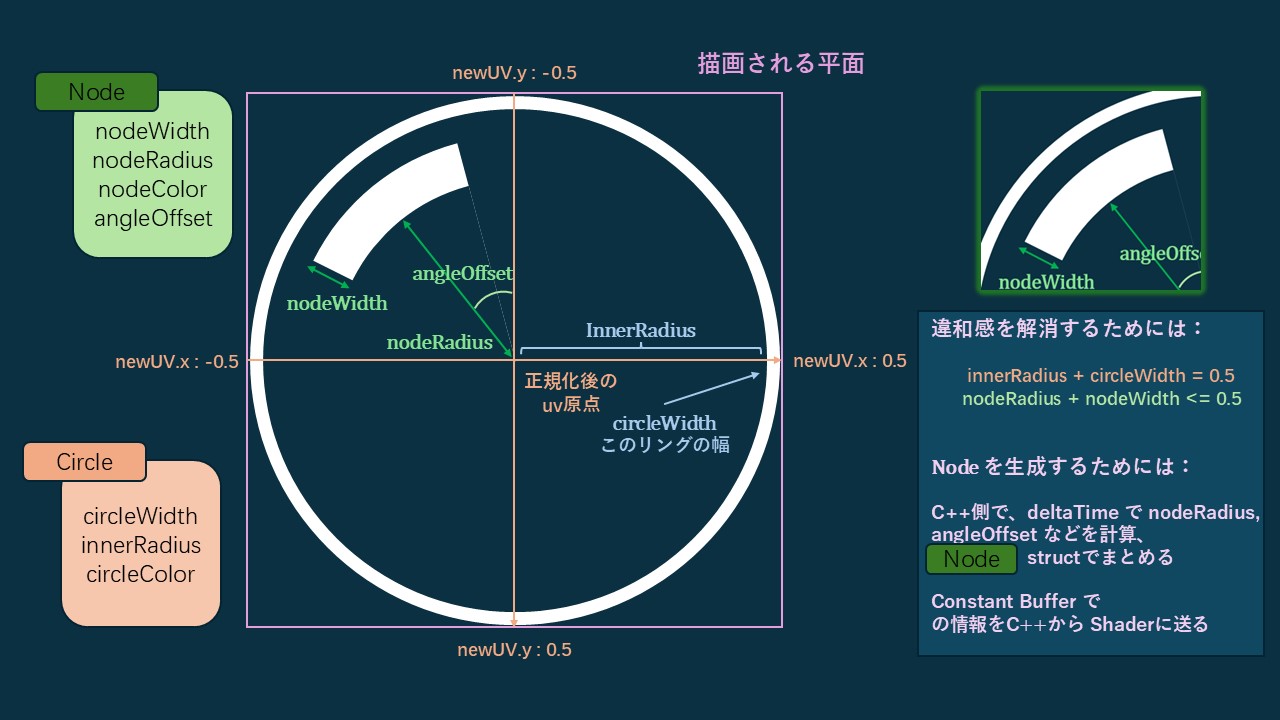 描画される平面
newUV.y : -0.5
Node
nodeWidth
nodeRadius
nodeColor
angleOffset
angleOffset
nodeWidth
nodeRadius
InnerRadius
newUV.x : -0.5
newUV.x : 0.5
正規化後の
uv原点
circleWidth
このリングの幅
Circle
circleWidth
innerRadius
circleColor
newUV.y : 0.5
angleOffse
nodeWidth
違和感を解消するためには：
innerRadius + circleWidth = 0.5
nodeRadius + nodeWidth <= 0.5
Node を生成するためには：
C++側で、deltaTime で nodeRadius,
angleOffset などを計算、
Node structでまとめる
Constant Buffer で
の情報をC++から Shaderに送る